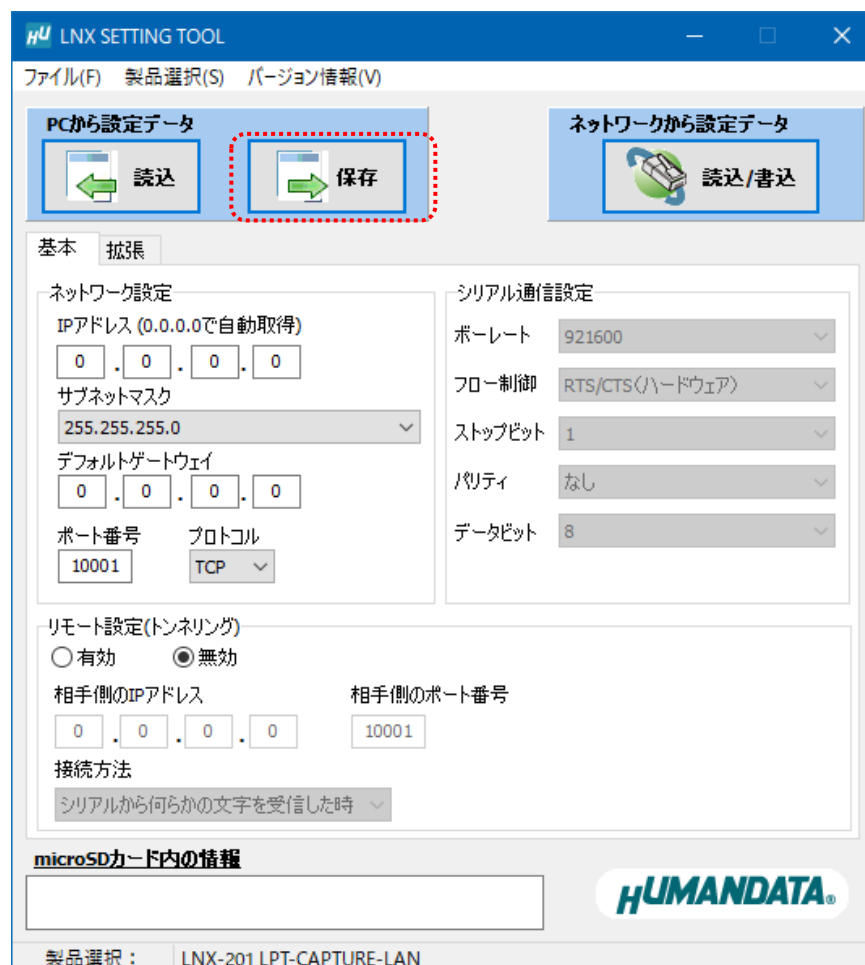 HU LNX SETTING TOOL
ファイル(F) 製品選択(S) バージョン情報(V)
PCから設定データ
読込
保存
ネットワークから設定データ
読込/書込
基本 拡張
ネットワーク設定
IPアドレス (0.0.0.0で自動取得)
0 . 0 . 0 . 0
サブネットマスク
255.255.255.0
デフォルトゲートウェイ
0 . 0 . 0 . 0
ポート番号 プロトコル
10001 TCP
シリアル通信設定
ボーレート 921600
フロー制御 RTS/CTS(ハードウェア)
ストップビット 1
パリティ なし
データビット 8
リモート設定(トンネリング)
有効 無効
相手側のIPアドレス 相手側のポート番号
0 . 0 . 0 . 0 10001
接続方法
シリアルから何らかの文字を受信した時
microSDカード内の情報
HUMANDATA®
製品選択： LNX-201 LPT-CAPTURE-LAN